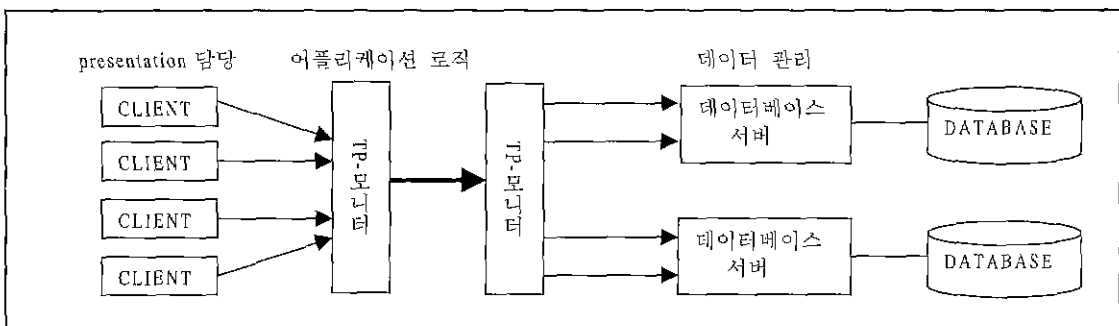 presentation 담당
어플리케이션 로직
데이터 관리
CLIENT
CLIENT
CLIENT
CLIENT
TP-모니터
TP-모니터
데이터베이스
서버
DATABASE
데이터베이스
서버
DATABASE